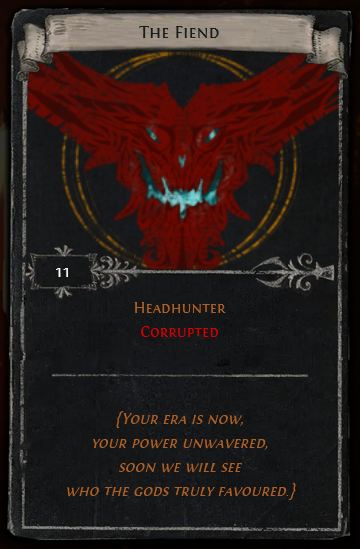 The Fiend
11
Headhunter
Corrupted
{Your era is now,
your power unwavered,
soon we will see
who the gods truly favoured.}